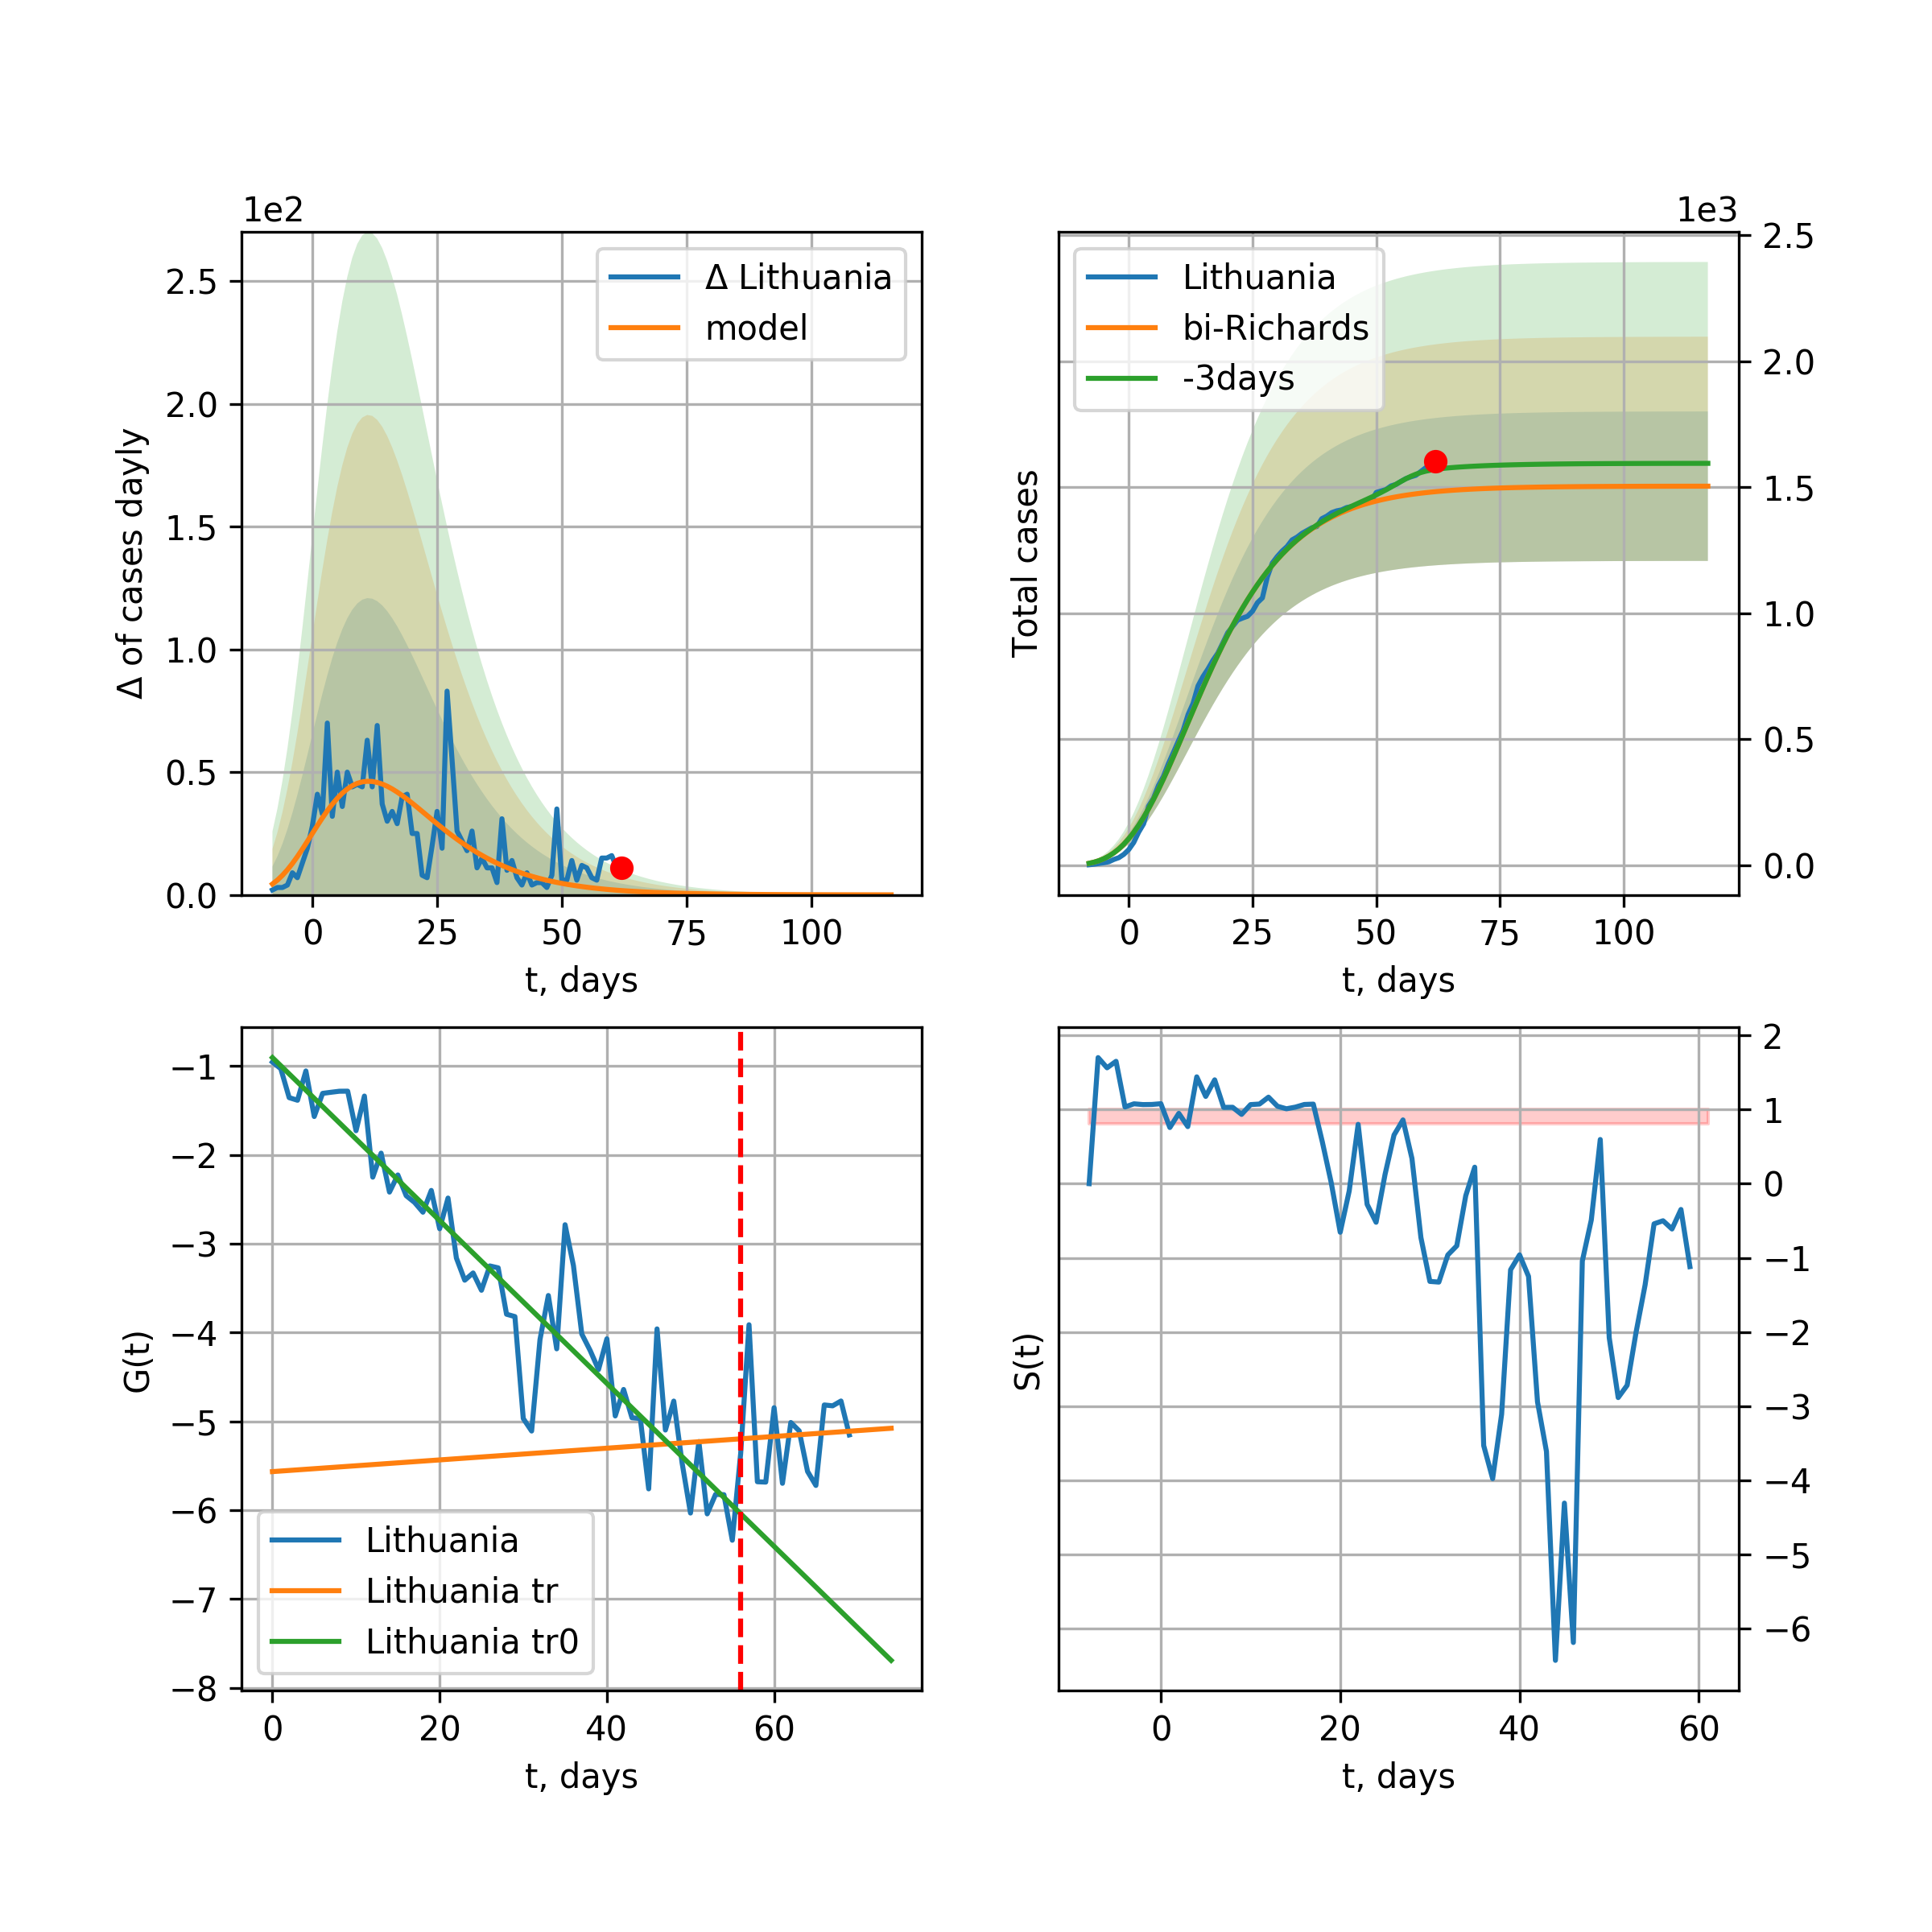 1e2
Δ of cases dayly
2.5
2.0
1.5
1.0
0.5
0.0
Δ Lithuania
model
0 25 50 75 100
t, days
1e3
Total cases
2.5
2.0
1.5
1.0
0.5
0.0
Lithuania
bi-Richards
-3days
0 25 50 75 100
t, days
G(t)
−1
−2
−3
−4
−5
−6
−7
−8
Lithuania
Lithuania tr
Lithuania tr0
0 20 40 60
t, days
S(t)
2
1
0
−1
−2
−3
−4
−5
−6
0 20 40 60
t, days